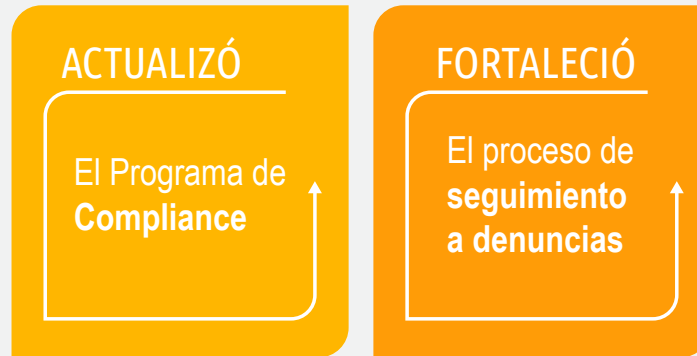 ACTUALIZÓ
El Programa de
Compliance
FORTALECIÓ
El proceso de
seguimiento
a denuncias